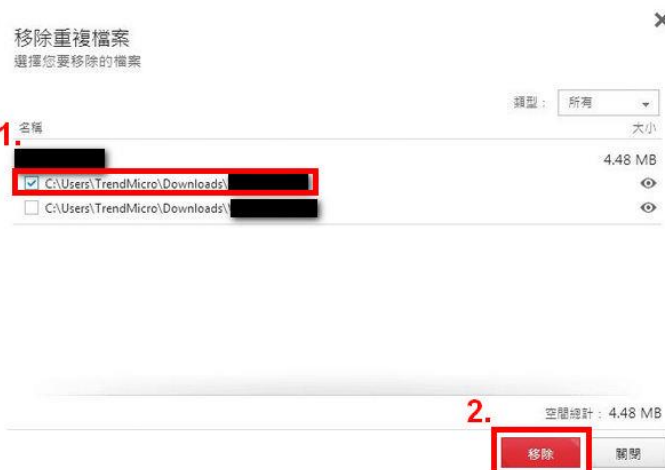 移除重複檔案
選擇您要移除的檔案
類型： 所有
1. 名稱 大小
4.48 MB
C:\Users\TrendMicro\Downloads\
C:\Users\TrendMicro\Downloads\
2. 空間總計： 4.48 MB
移除 關閉